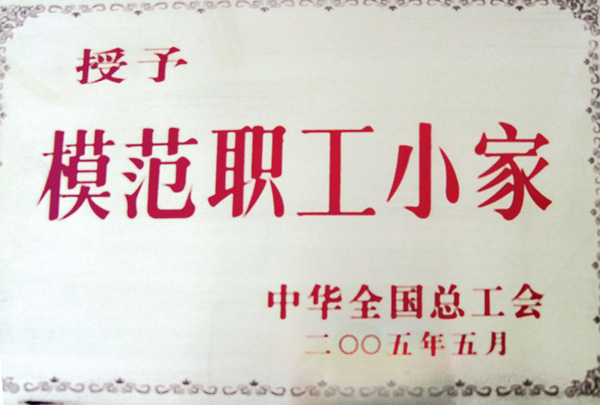 授予
模范职工小家
中华全国总工会
二〇〇五年五月